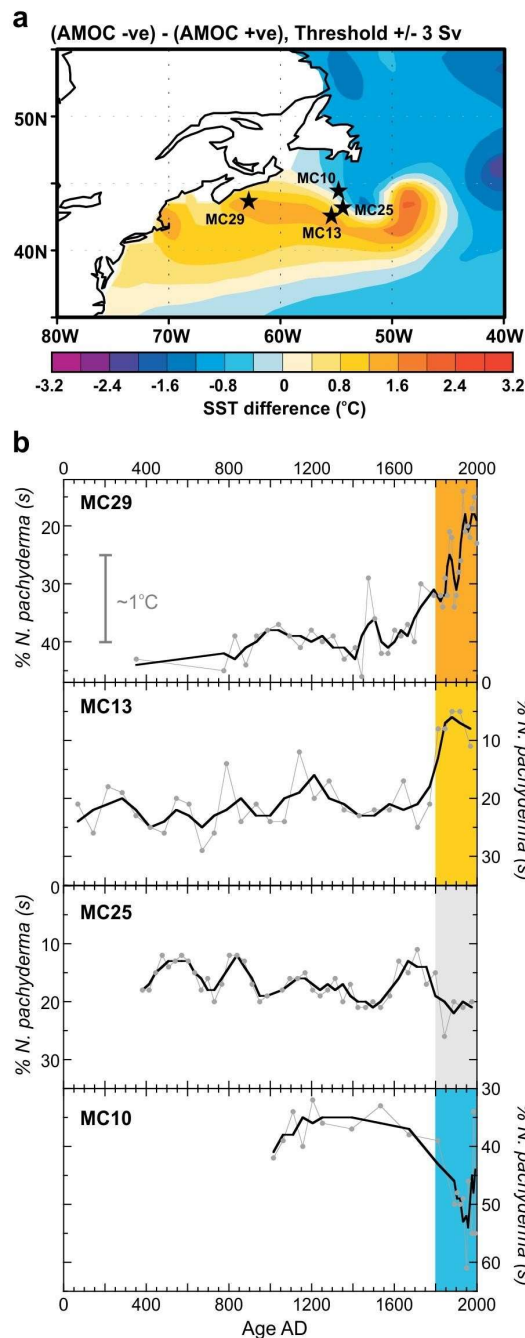 a
(AMOC -ve) - (AMOC +ve), Threshold +/- 3 Sv
50N
40N
MC10
MC29
MC25
MC13
80W 70W 60W 50W 40W
-3.2 -2.4 -1.6 -0.8 0 0.8 1.6 2.4 3.2
SST difference (°C)
b
0 400 800 1200 1600 2000
MC29
20
30
40
~1°C
% N. pachyderma (s)
MC13
0
10
20
30
% N. pachyderma (s)
MC25
0
10
20
30
% N. pachyderma (s)
MC10
30
40
50
60
% N. pachyderma (s)
0 400 800 1200 1600 2000
Age AD